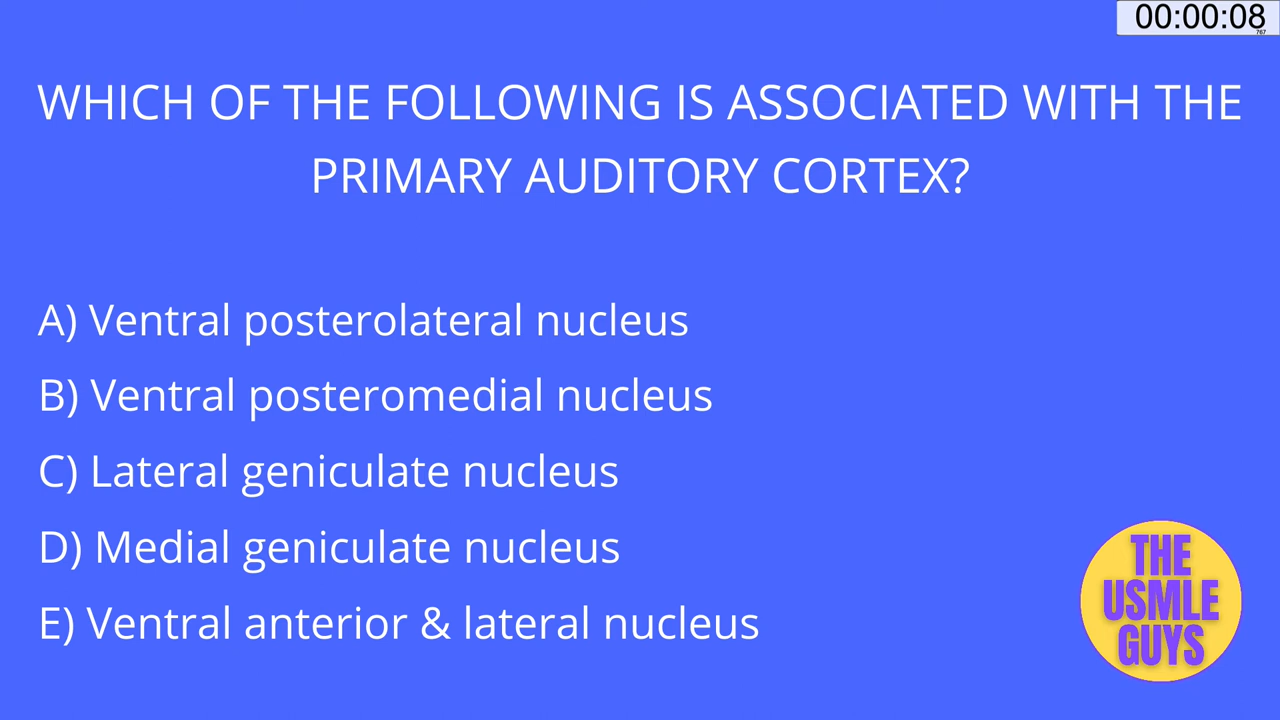 00:00:08
767
WHICH OF THE FOLLOWING IS ASSOCIATED WITH THE
PRIMARY AUDITORY CORTEX?
A) Ventral posterolateral nucleus
B) Ventral posteromedial nucleus
C) Lateral geniculate nucleus
D) Medial geniculate nucleus
E) Ventral anterior & lateral nucleus
THE
USMLE
GUYS